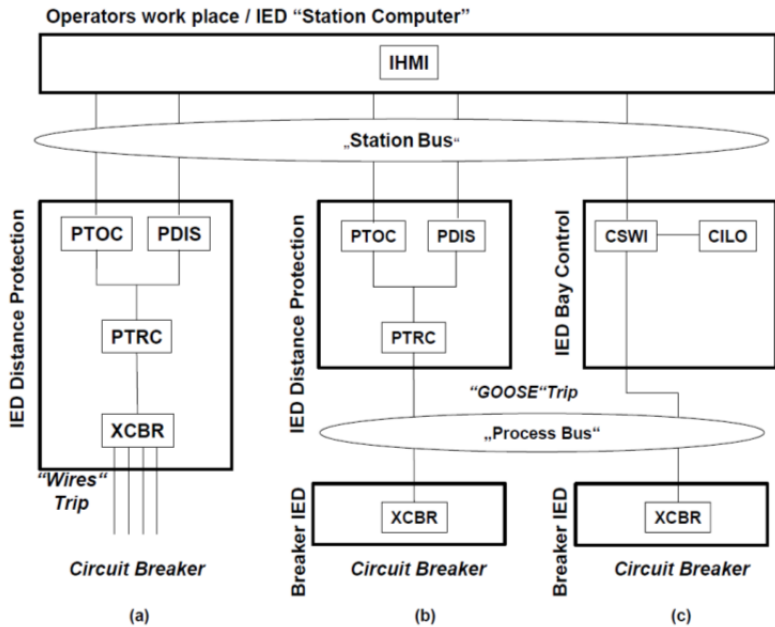 Operators work place / IED “Station Computer”
IHMI
„Station Bus“
IED Distance Protection
PTOC PDIS
PTRC
XCBR
“Wires“
Trip
Circuit Breaker
(a)
IED Distance Protection
PTOC PDIS
PTRC
“GOOSE“Trip
„Process Bus“
Breaker IED
XCBR
Circuit Breaker
(b)
IED Bay Control
CSWI CILO
Breaker IED
XCBR
Circuit Breaker
(c)